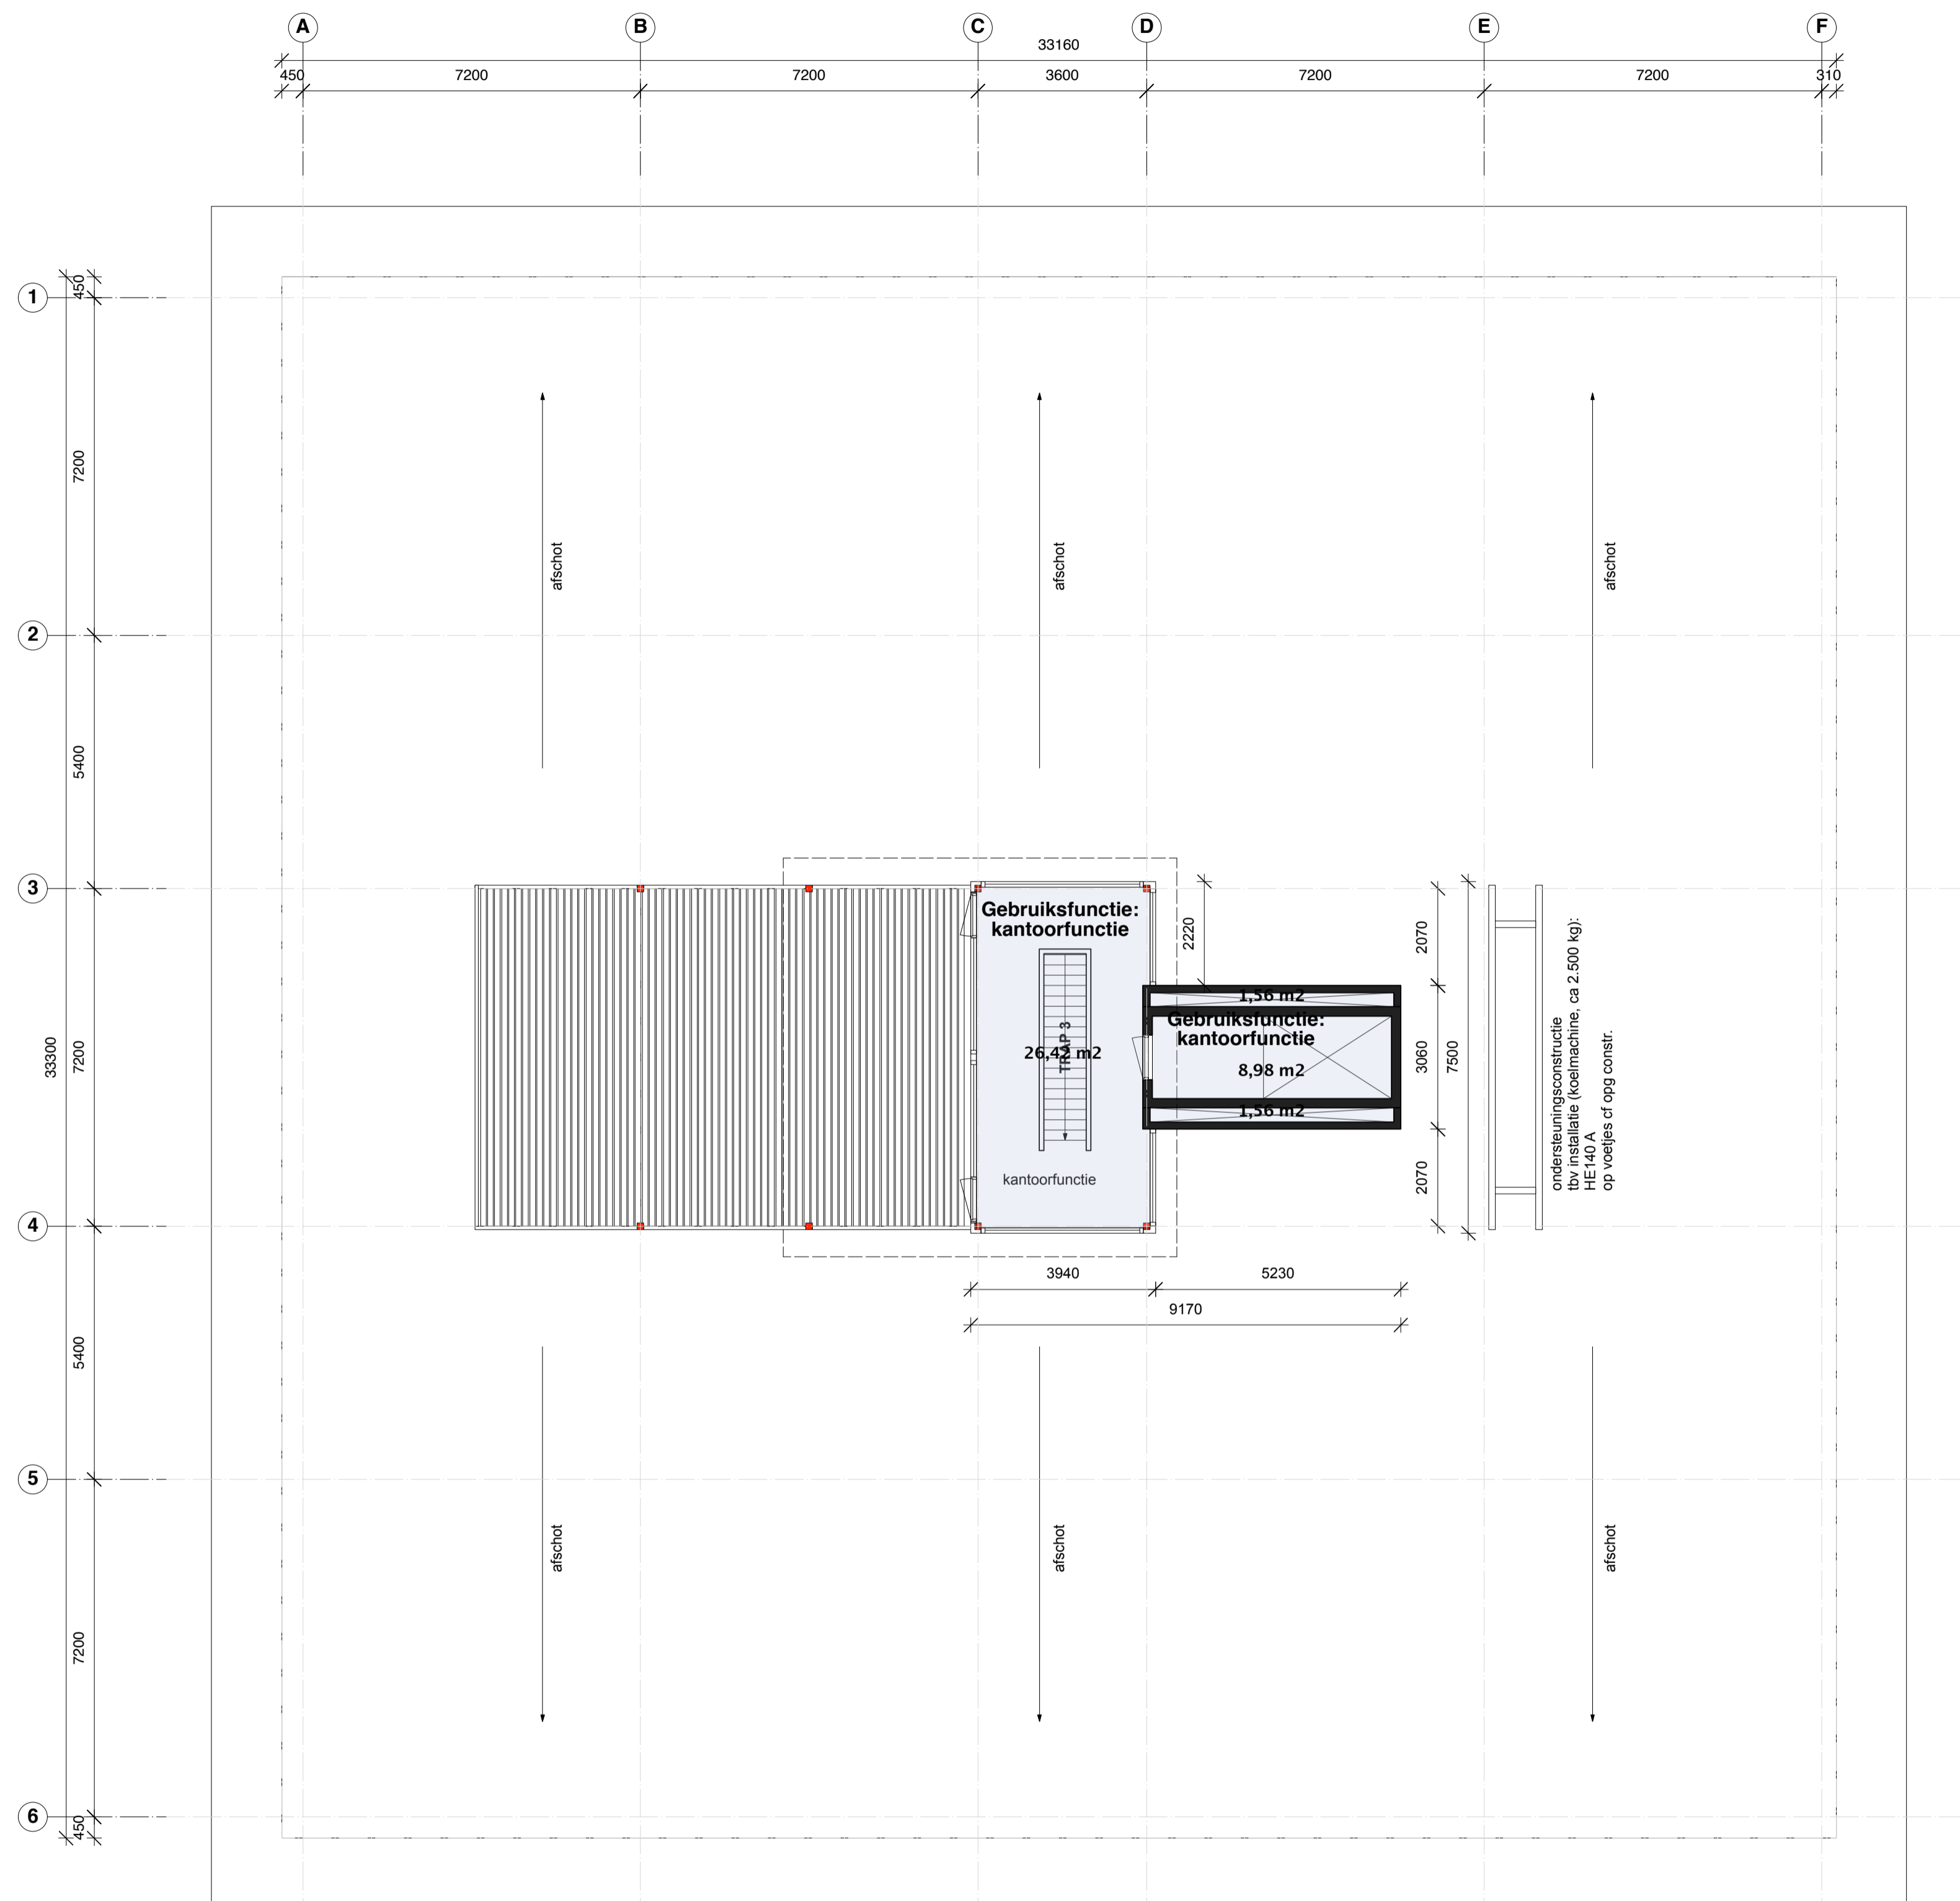 A B C D E F
33160
450 7200 7200 3600 7200 7200 310
1
2
3
4
5
6
33300
450
7200
5400
7200
5400
7200
450
afschot
afschot
afschot
Gebruiksfunctie:
kantoorfunctie
TRAP 3
26,42 m2
kantoorfunctie
2220
1,56 m2
Gebruiksfunctie:
kantoorfunctie
8,98 m2
1,56 m2
2070
3060
2070
7500
ondersteuningsconstructie
tbv installatie (koelmachine, ca 2.500 kg):
HE140 A
op voetjes cf opg constr.
3940 5230
9170
afschot
afschot
afschot